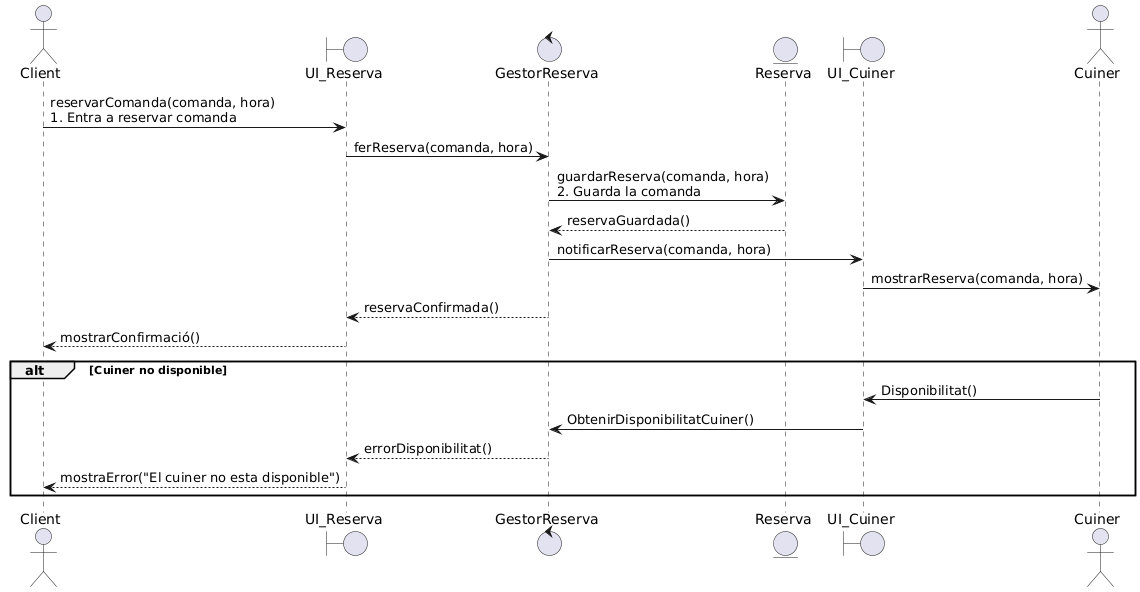 Client
UI_Reserva
GestorReserva
Reserva
UI_Cuiner
Cuiner
reservarComanda(comanda, hora)
1. Entra a reservar comanda
ferReserva(comanda, hora)
guardarReserva(comanda, hora)
2. Guarda la comanda
reservaGuardada()
notificarReserva(comanda, hora)
mostrarReserva(comanda, hora)
reservaConfirmada()
mostrarConfirmació()
alt [Cuiner no disponible]
Disponibilitat()
ObtenirDisponibilitatCuiner()
errorDisponibilitat()
mostraError("El cuiner no esta disponible")
Client
UI_Reserva
GestorReserva
Reserva
UI_Cuiner
Cuiner